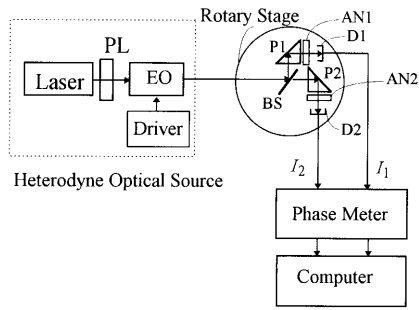 Rotary Stage
AN1
D1
PL
P1
Laser
EO
P2
AN2
BS
Driver
D2
Heterodyne Optical Source
I2
I1
Phase Meter
Computer